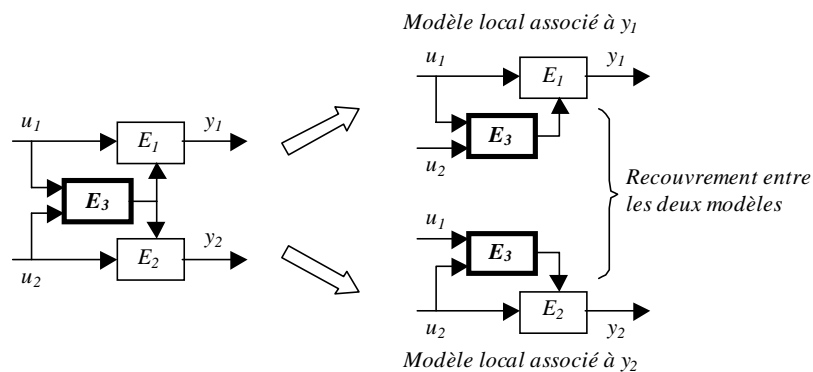 u1
E1
y1
E3
E2
y2
u2
Modèle local associé à y1
u1
E1
y1
E3
u2
Recouvrement entre
les deux modèles
u1
E3
E2
u2
y2
Modèle local associé à y2